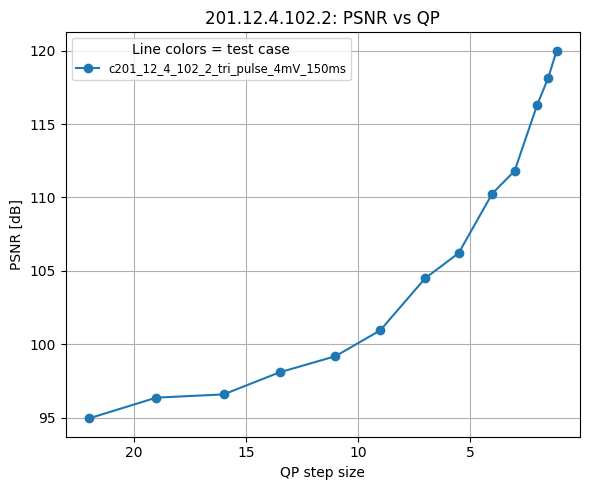 201.12.4.102.2: PSNR vs QP
Line colors = test case
c201_12_4_102_2_tri_pulse_4mV_150ms
PSNR [dB]
120
115
110
105
100
95
20
15
10
5
QP step size